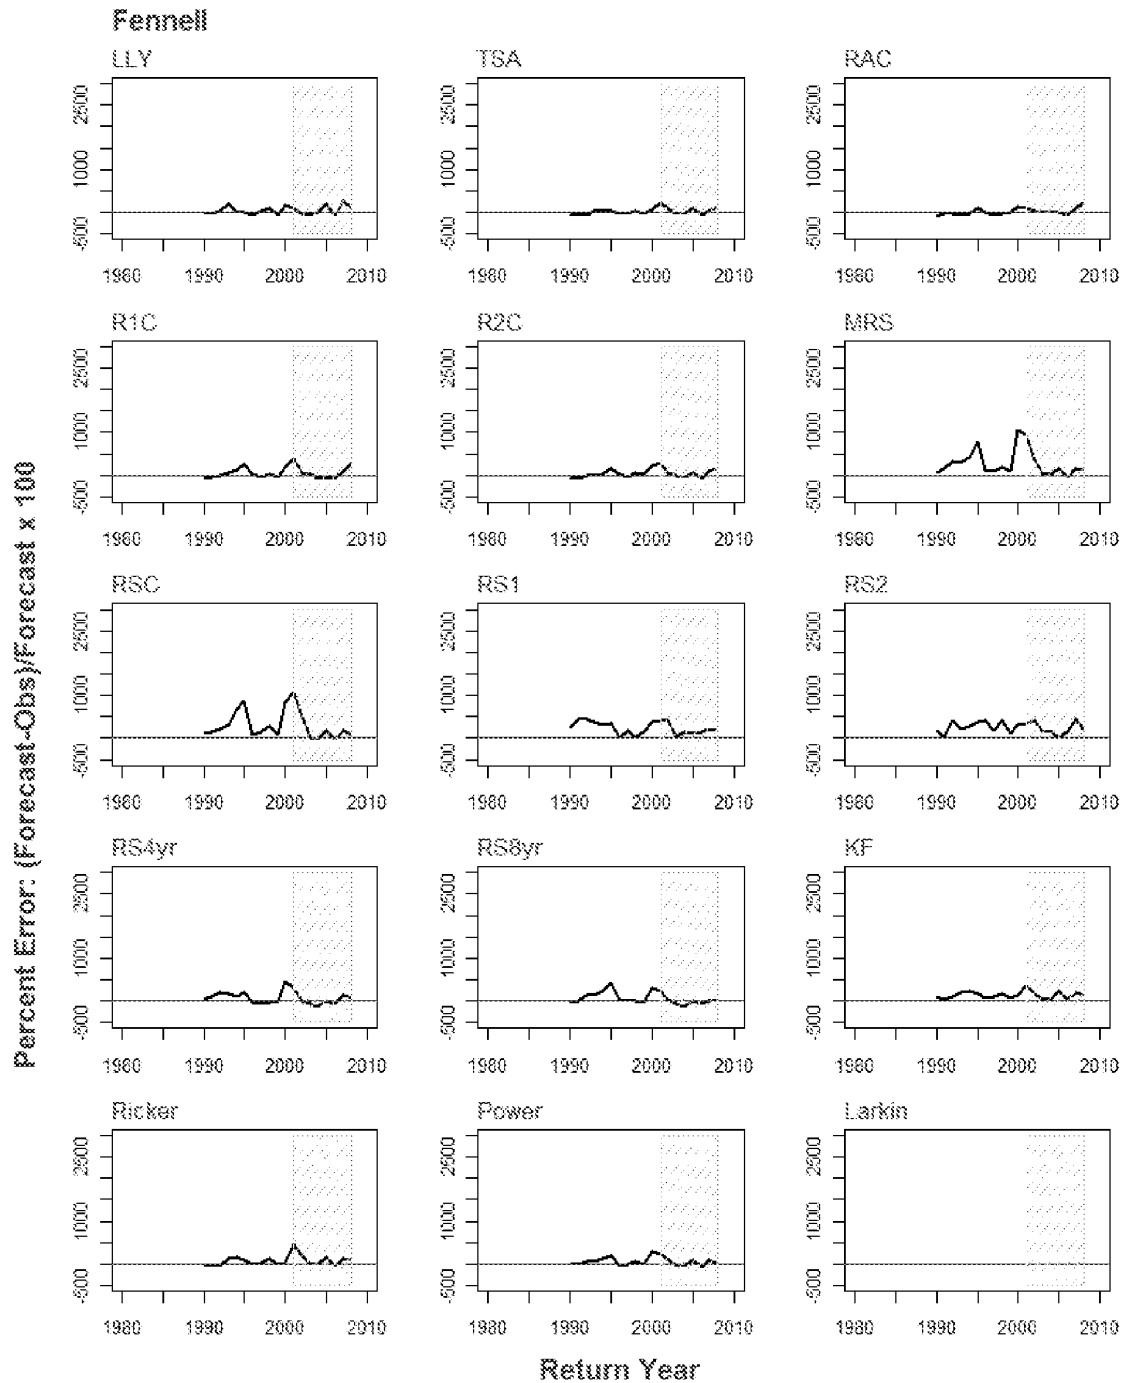 Fennell
LLY TSA RAC
2500 2500 2500
1000 1000 1000
-500 -500 -500
1980 1990 2000 2010 1980 1990 2000 2010 1980 1990 2000 2010
R1C R2C MRS
2500 2500 2500
1000 1000 1000
-500 -500 -500
1980 1990 2000 2010 1980 1990 2000 2010 1980 1990 2000 2010
RSC RS1 RS2
2500 2500 2500
1000 1000 1000
-500 -500 -500
1980 1990 2000 2010 1980 1990 2000 2010 1980 1990 2000 2010
RS4yr RS8yr KF
2500 2500 2500
1000 1000 1000
-500 -500 -500
1980 1990 2000 2010 1980 1990 2000 2010 1980 1990 2000 2010
Ricker Power Larkin
2500 2500 2500
1000 1000 1000
-500 -500 -500
1980 1990 2000 2010 1980 1990 2000 2010 1980 1990 2000 2010
Percent Error: (Forecast-Obs)/Forecast x 100
Return Year